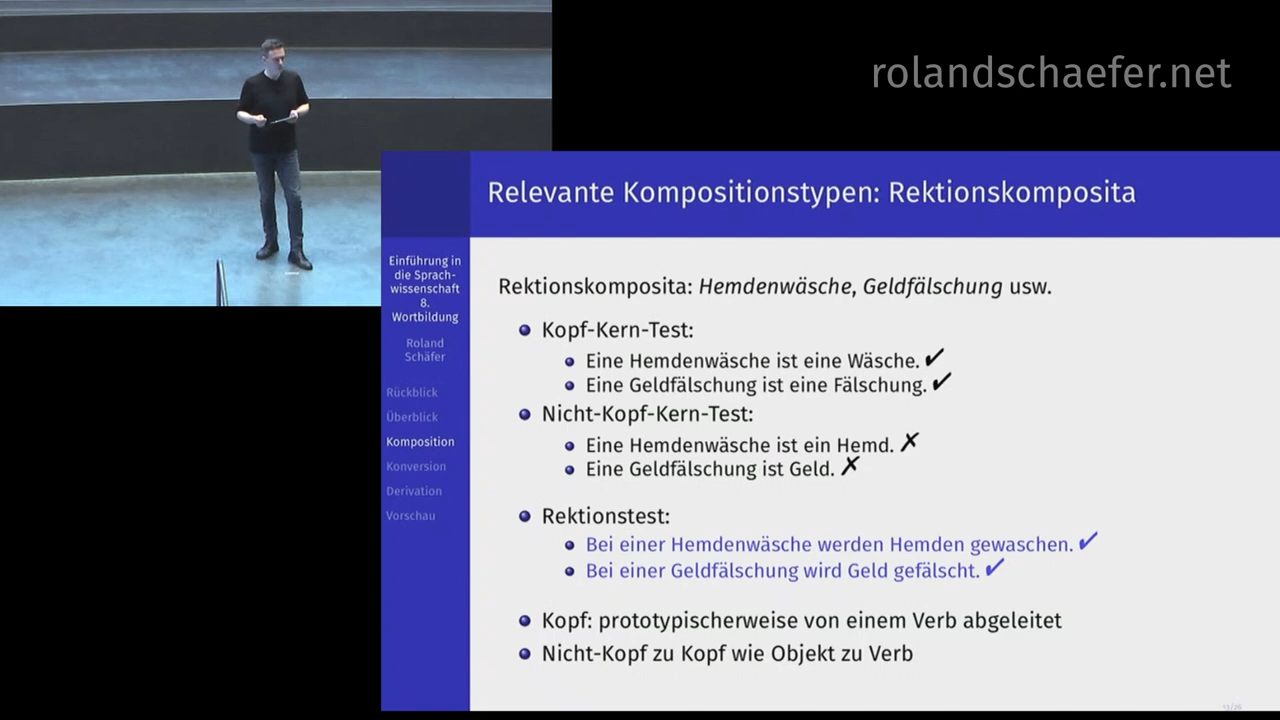 rolandschaefer.net
Relevante Kompositionstypen: Rektionskomposita
Einführung in
die Sprach-
wissenschaft
8.
Wortbildung
Roland
Schäfer
Rückblick
Überblick
Komposition
Konversion
Derivation
Vorschau
Rektionskomposita: Hemdenwäsche, Geldfälschung usw.
Kopf-Kern-Test:
Eine Hemdenwäsche ist eine Wäsche. ✔
Eine Geldfälschung ist eine Fälschung. ✔
Nicht-Kopf-Kern-Test:
Eine Hemdenwäsche ist ein Hemd. ✗
Eine Geldfälschung ist Geld. ✗
Rektionstest:
Bei einer Hemdenwäsche werden Hemden gewaschen. ✔
Bei einer Geldfälschung wird Geld gefälscht. ✔
Kopf: prototypischerweise von einem Verb abgeleitet
Nicht-Kopf zu Kopf wie Objekt zu Verb